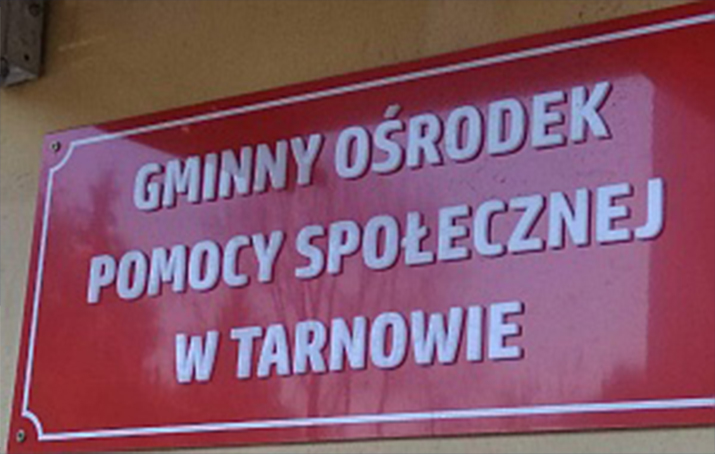 GMINNY OŚRODEK
POMOCY SPOŁECZNEJ
W TARNOWIE